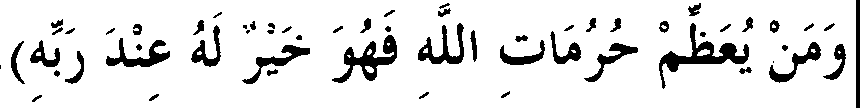 وَمَنْ يُعَظِّمْ حُرُمَاتِ اللَّهِ فَهُوَ خَيْرٌ لَهُ عِنْدَ رَبِّهِ)